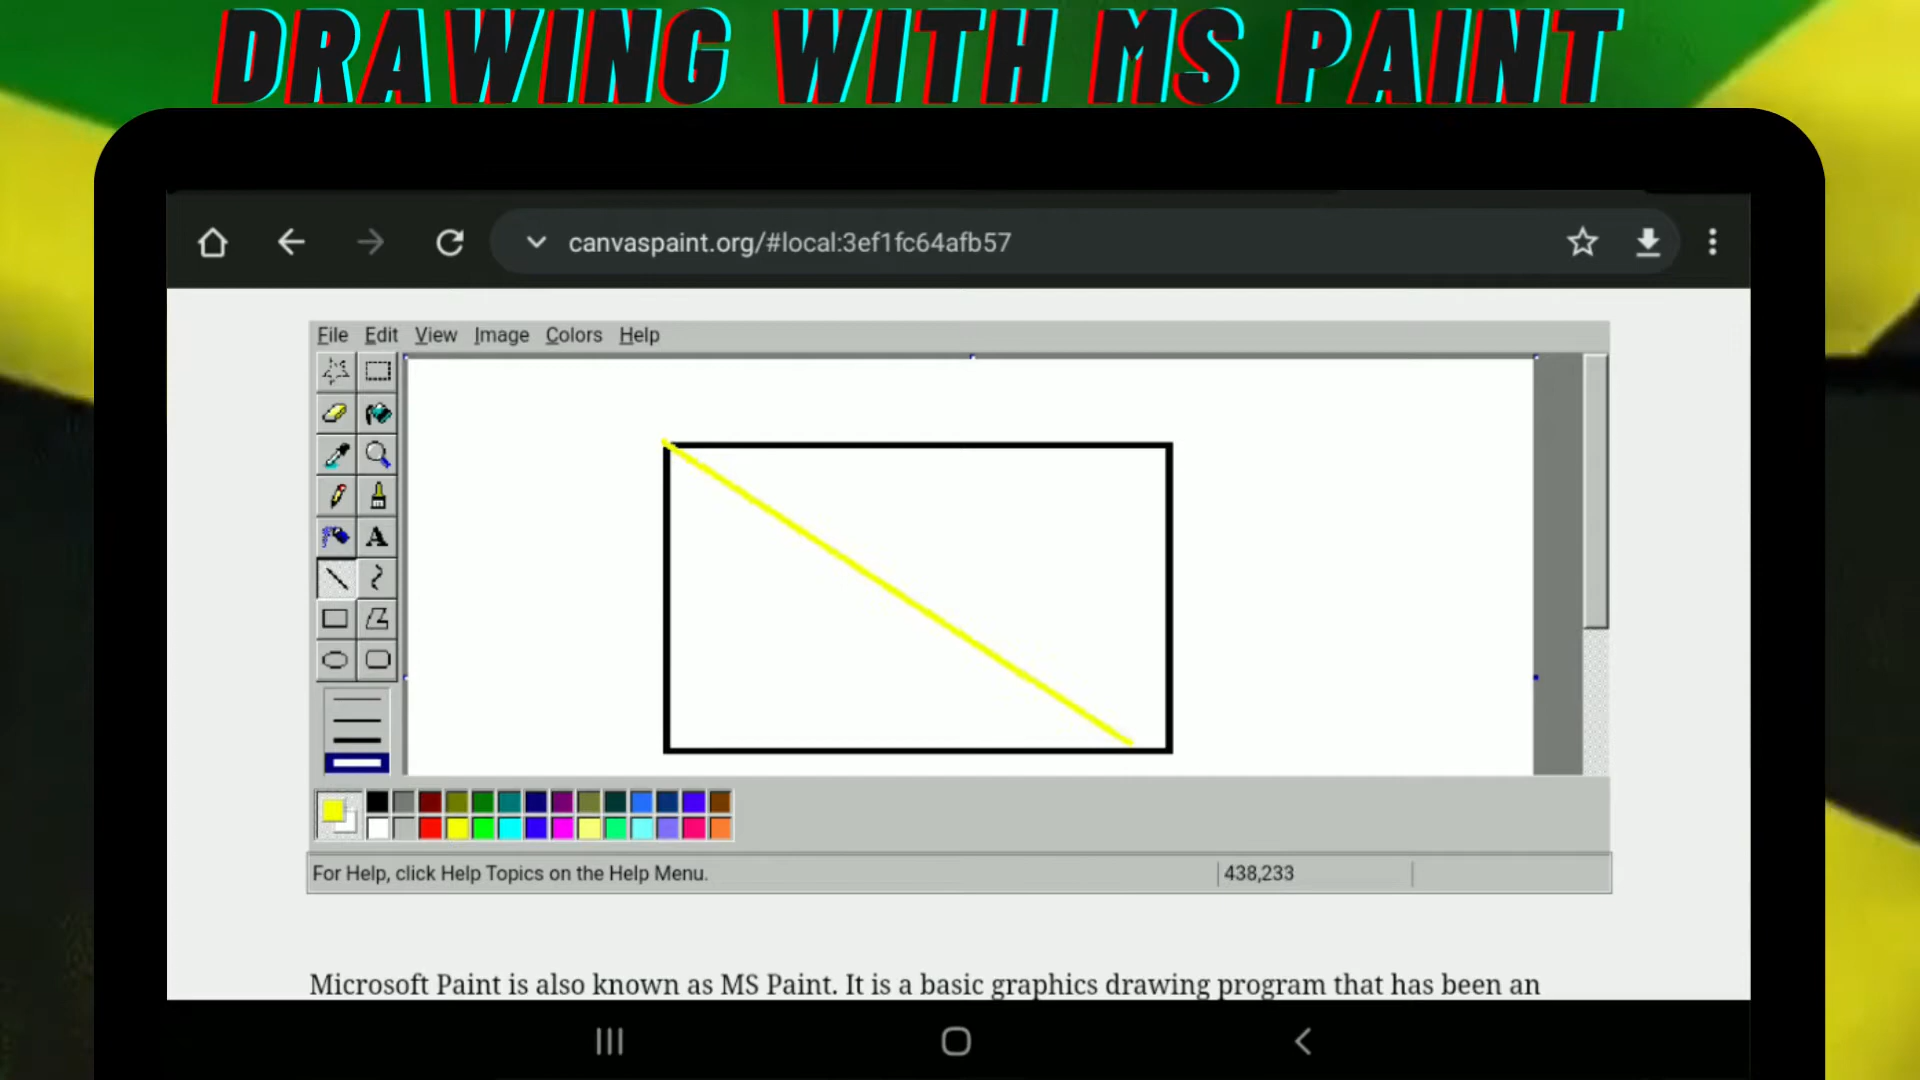 DRAWING WITH MS PAINT
canvaspaint.org/#local:3ef1fc64afb57
File Edit View Image Colors Help
A
For Help, click Help Topics on the Help Menu.
438,233
Microsoft Paint is also known as MS Paint. It is a basic graphics drawing program that has been an